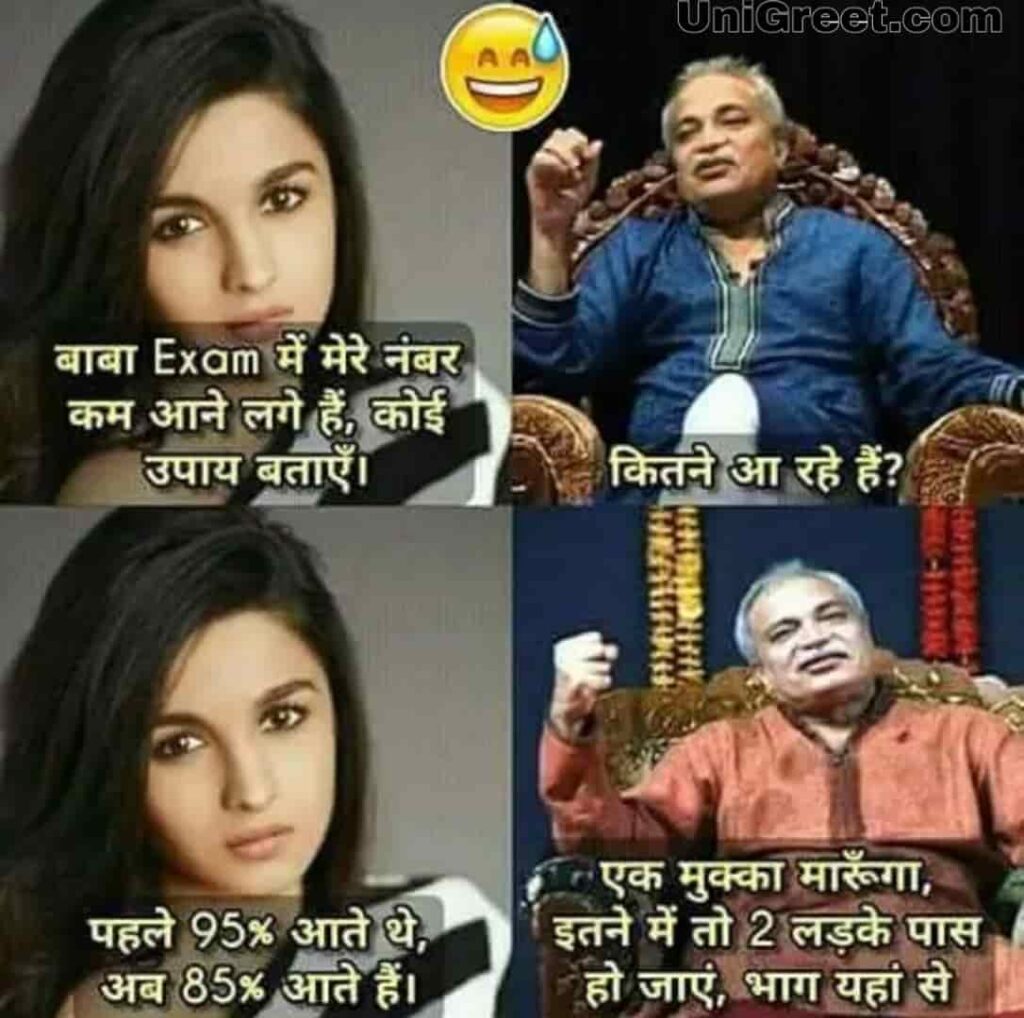 UniGreet.com
बाबा Exam में मेरे नंबर
कम आने लगे हैं, कोई
उपाय बताएँ।
कितने आ रहे हैं?
पहले 95% आते थे,
अब 85% आते हैं।
एक मुक्का मारूँगा,
इतने में तो 2 लड़के पास
हो जाएं, भाग यहां से